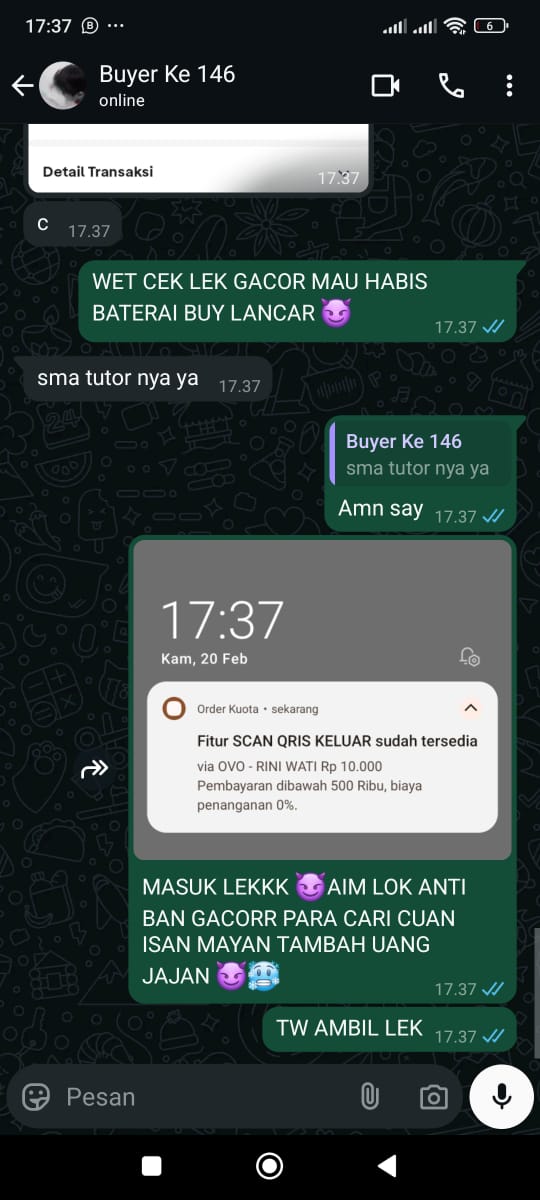 17:37
6
Buyer Ke 146
online
Detail Transaksi
17.37
C 17.37
WET CEK LEK GACOR MAU HABIS
BATERAI BUY LANCAR 😈
17.37
sma tutor nya ya 17.37
Buyer Ke 146
sma tutor nya ya
Amn say 17.37
17:37
Kam, 20 Feb
Order Kuota • sekarang
Fitur SCAN QRIS KELUAR sudah tersedia
via OVO - RINI WATI Rp 10.000
Pembayaran dibawah 500 Ribu, biaya
penanganan 0%.
MASUK LEKKK 😈AIM LOK ANTI
BAN GACORR PARA CARI CUAN
ISAN MAYAN TAMBAH UANG
JAJAN 😈🥶
17.37
TW AMBIL LEK 17.37
Pesan